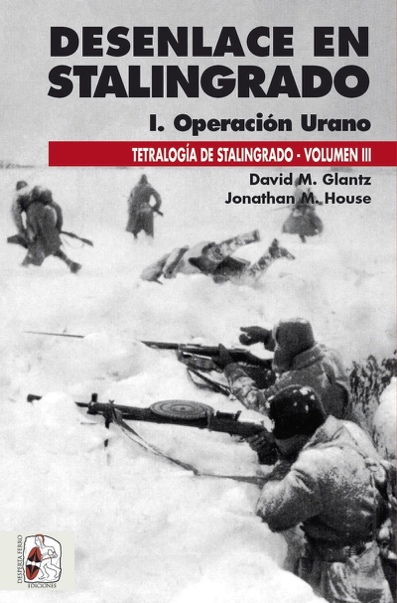 DESENLACE EN
STALINGRADO
I. Operación Urano
TETRALOGÍA DE STALINGRADO - VOLUMEN III
David M. Glantz
Jonathan M. House
DESPERTA FERRO
EDICIONES